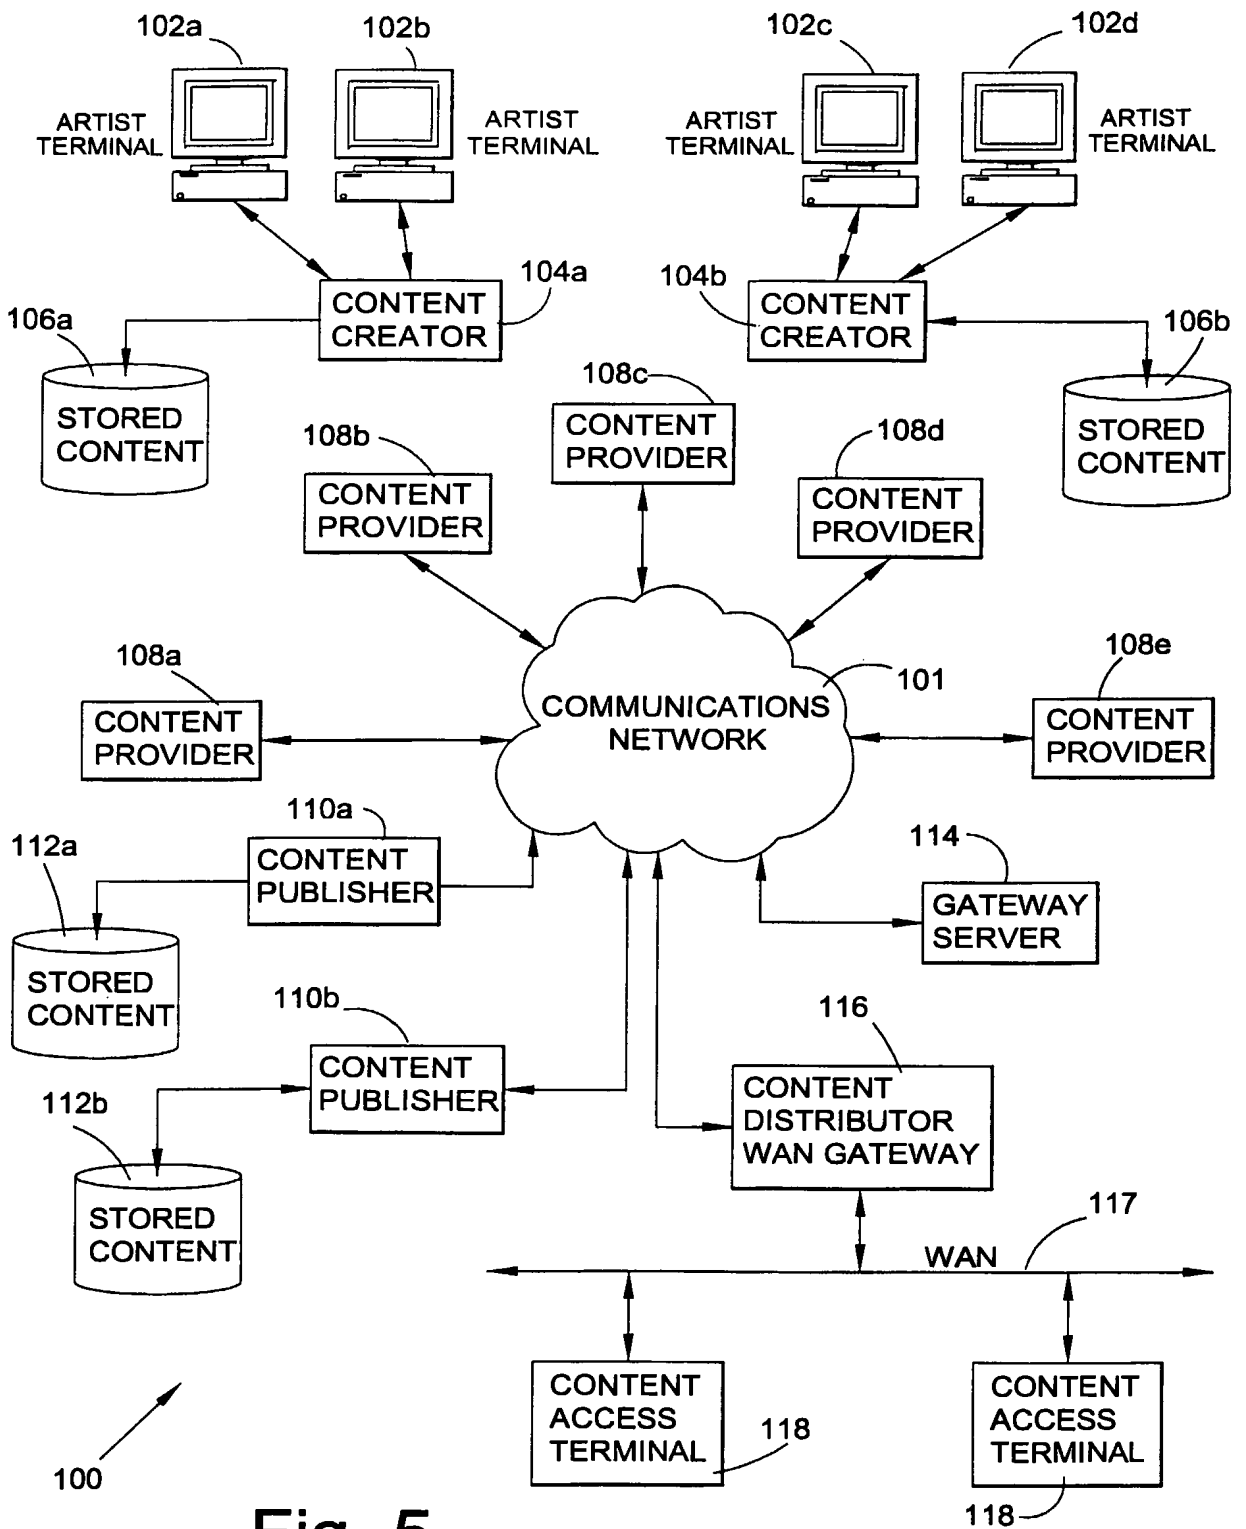 102a
102b
102c
102d
ARTIST
TERMINAL
ARTIST
TERMINAL
ARTIST
TERMINAL
ARTIST
TERMINAL
104a
CONTENT
CREATOR
104b
CONTENT
CREATOR
106a
STORED
CONTENT
106b
STORED
CONTENT
108c
CONTENT
PROVIDER
108b
CONTENT
PROVIDER
108d
CONTENT
PROVIDER
108a
CONTENT
PROVIDER
COMMUNICATIONS
NETWORK
101
108e
CONTENT
PROVIDER
110a
CONTENT
PUBLISHER
112a
STORED
CONTENT
114
GATEWAY
SERVER
110b
CONTENT
PUBLISHER
112b
STORED
CONTENT
116
CONTENT
DISTRIBUTOR
WAN GATEWAY
117
WAN
CONTENT
ACCESS
TERMINAL
118
CONTENT
ACCESS
TERMINAL
118
100
Fig. 5